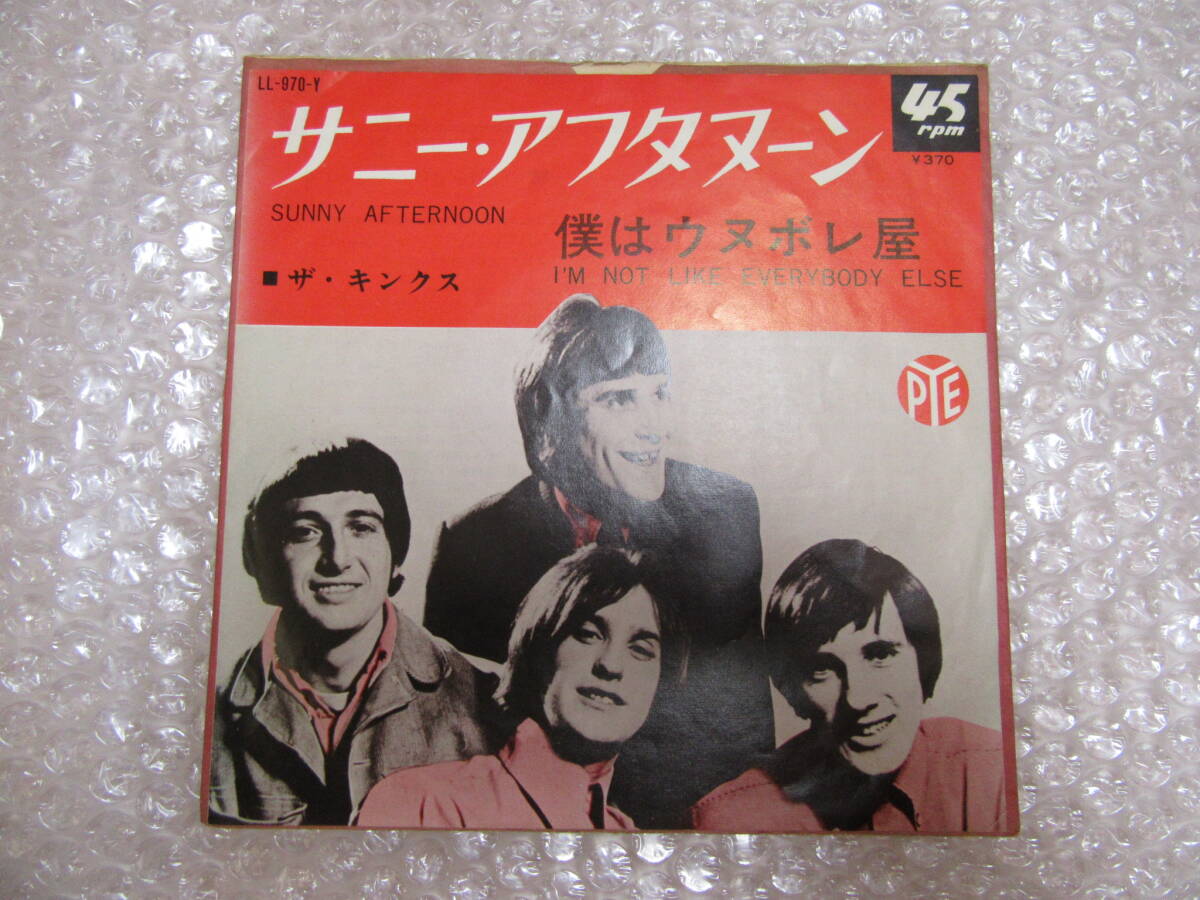 LL-970-Y
45
rpm
¥370
サニー・アフタヌーン
SUNNY AFTERNOON
僕はウヌボレ屋
I'M NOT LIKE EVERYBODY ELSE
■ ザ・キンクス
PYE